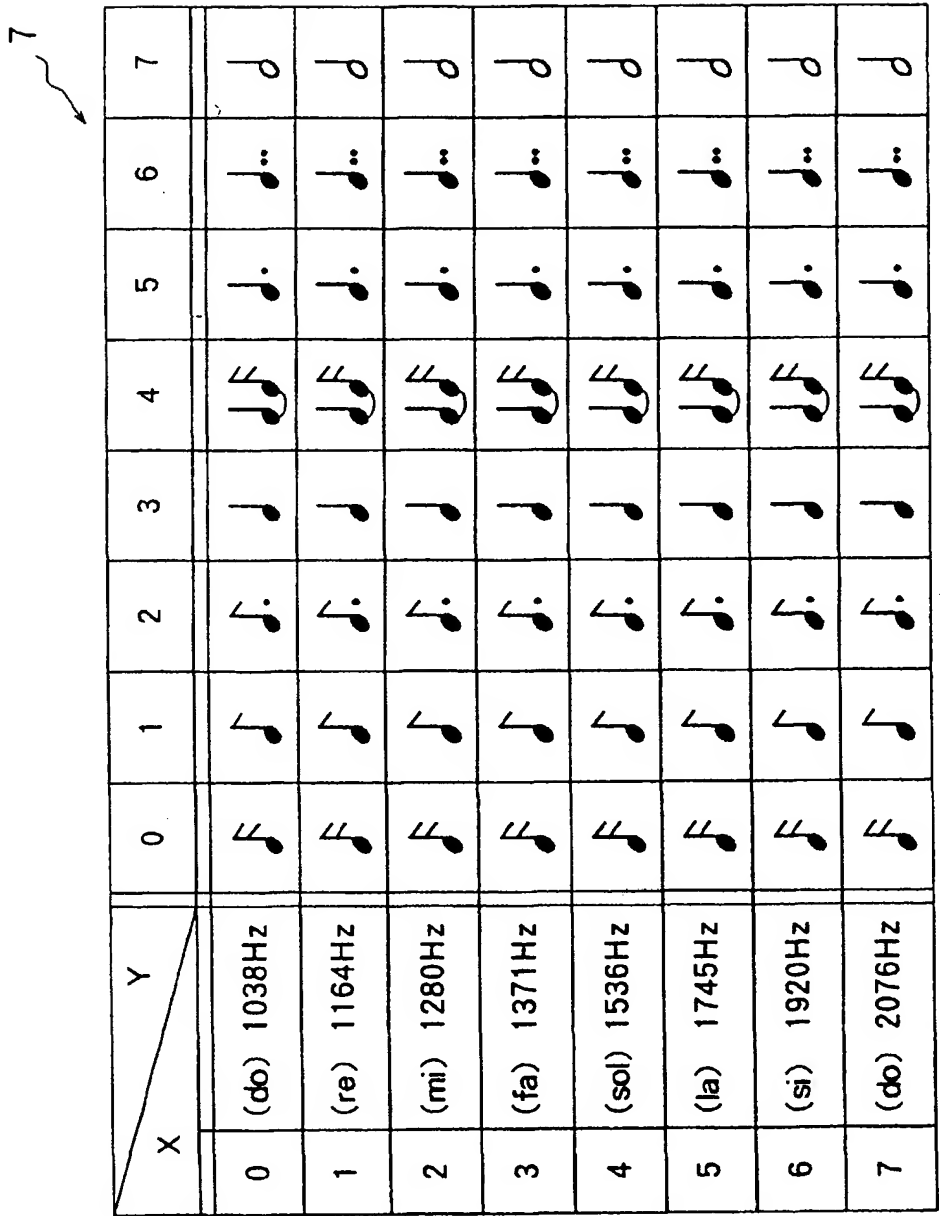 7
X Y 0 1 2 3 4 5 6 7
0 (do) 1038Hz
1 (re) 1164Hz
2 (mi) 1280Hz
3 (fa) 1371Hz
4 (sol) 1536Hz
5 (la) 1745Hz
6 (si) 1920Hz
7 (do) 2076Hz